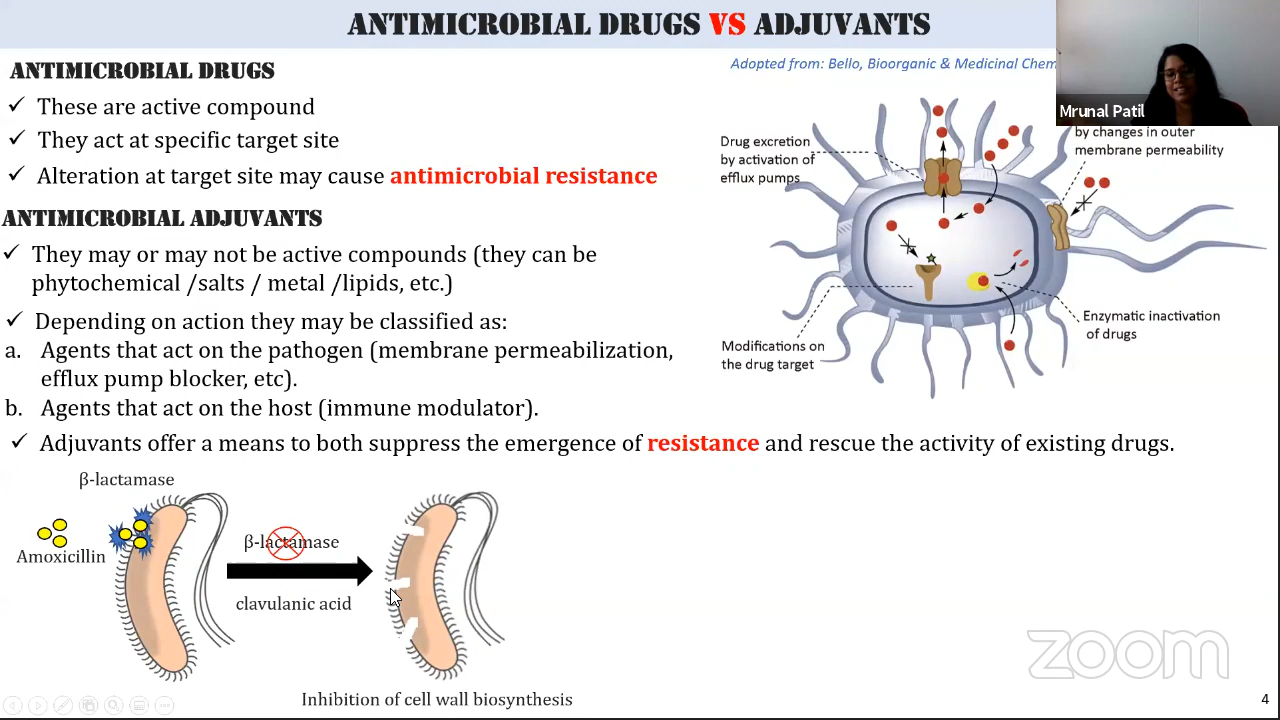 ANTIMICROBIAL DRUGS VS ADJUVANTS
ANTIMICROBIAL DRUGS
✓ These are active compound
✓ They act at specific target site
✓ Alteration at target site may cause antimicrobial resistance
ANTIMICROBIAL ADJUVANTS
✓ They may or may not be active compounds (they can be
phytochemical /salts / metal /lipids, etc.)
✓ Depending on action they may be classified as:
a. Agents that act on the pathogen (membrane permeabilization,
efflux pump blocker, etc).
b. Agents that act on the host (immune modulator).
✓ Adjuvants offer a means to both suppress the emergence of resistance and rescue the activity of existing drugs.
Adopted from: Bello, Bioorganic & Medicinal Chem
Mrunal Patil
Drug excretion
by activation of
efflux pumps
by changes in outer
membrane permeability
Enzymatic inactivation
of drugs
Modifications on
the drug target
β-lactamase
Amoxicillin
β-lactamase
clavulanic acid
Inhibition of cell wall biosynthesis
zoom
4